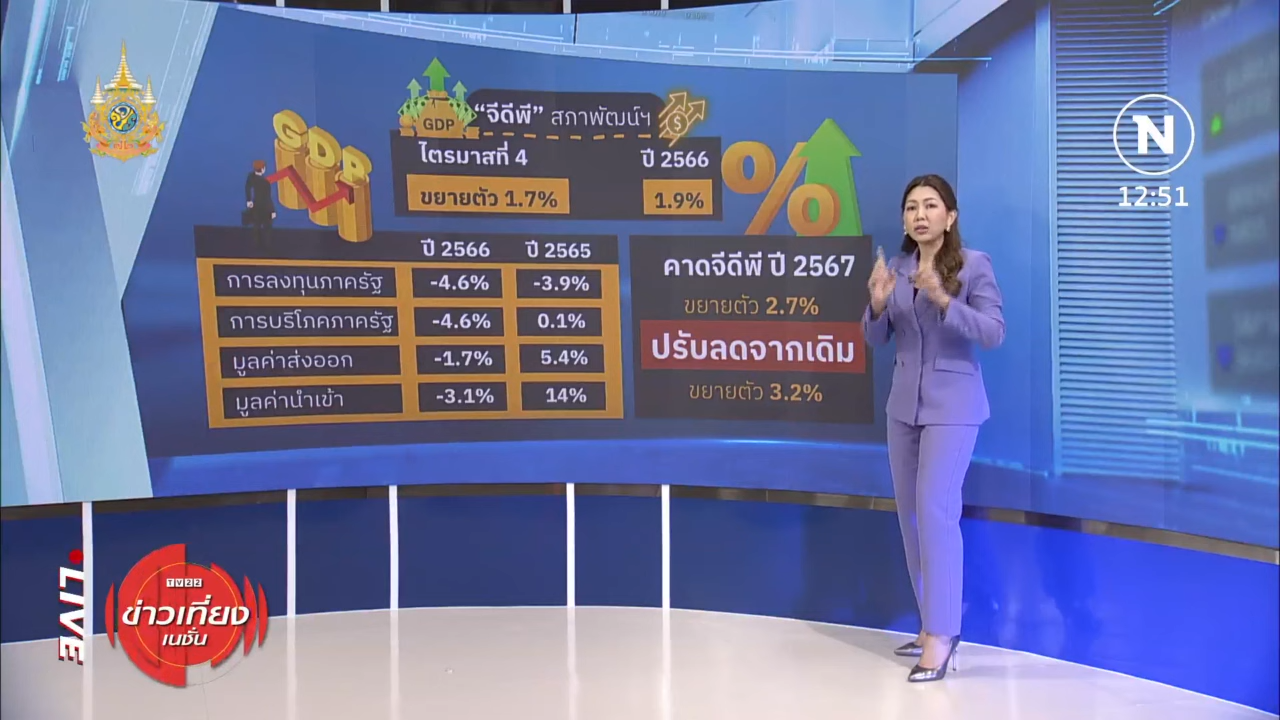 GDP
GDP
“จีดีพี” สภาพัฒน์ฯ
ไตรมาสที่ 4
ปี 2566
ขยายตัว 1.7%
1.9%
%
ปี 2566 ปี 2565
การลงทุนภาครัฐ -4.6% -3.9%
การบริโภคภาครัฐ -4.6% 0.1%
มูลค่าส่งออก -1.7% 5.4%
มูลค่านำเข้า -3.1% 14%
คาดจีดีพี ปี 2567
ขยายตัว 2.7%
ปรับลดจากเดิม
ขยายตัว 3.2%
N
12:51
LIVE
TV22
ข่าวเที่ยง
เนชั่น